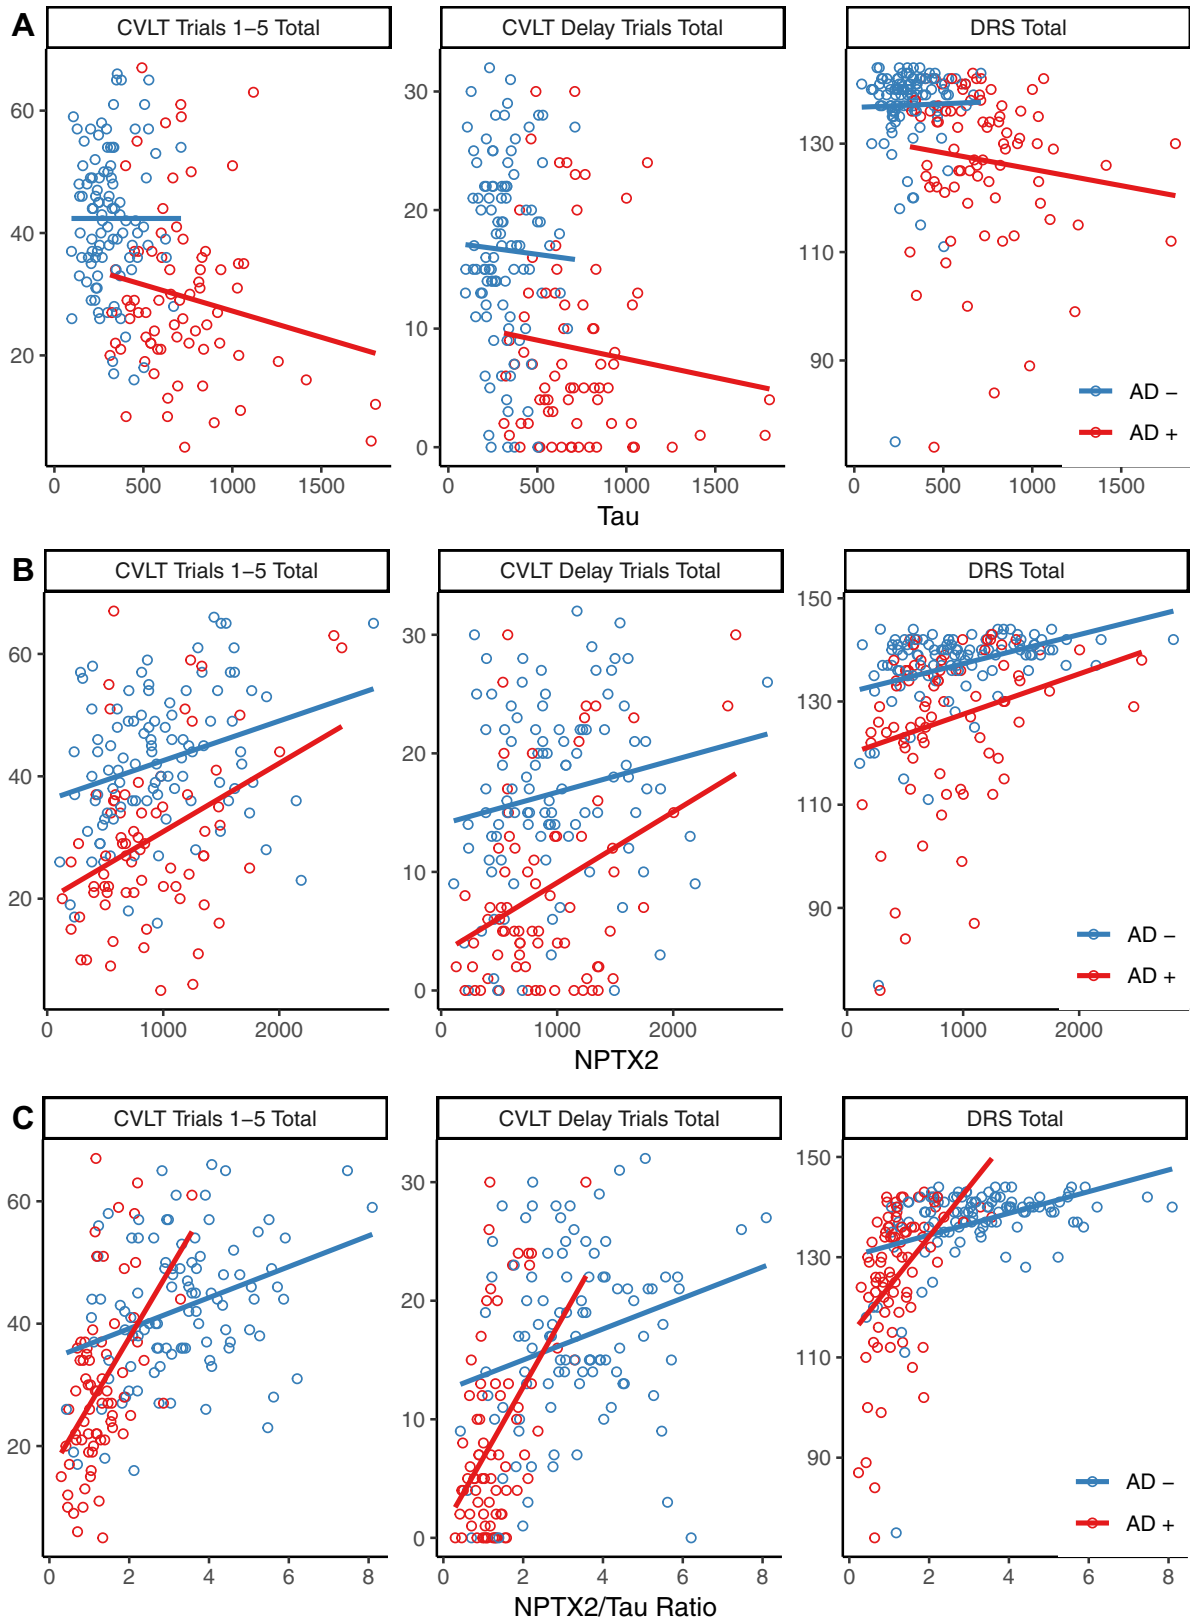 A
CVLT Trials 1–5 Total
CVLT Delay Trials Total
DRS Total
60
40
20
30
20
10
0
130
110
90
AD –
AD +
0 500 1000 1500
0 500 1000 1500
0 500 1000 1500
Tau
B
CVLT Trials 1–5 Total
CVLT Delay Trials Total
DRS Total
60
40
20
30
20
10
0
150
130
110
90
AD –
AD +
0 1000 2000
0 1000 2000
0 1000 2000
NPTX2
C
CVLT Trials 1–5 Total
CVLT Delay Trials Total
DRS Total
60
40
20
30
20
10
0
150
130
110
90
AD –
AD +
0 2 4 6 8
0 2 4 6 8
0 2 4 6 8
NPTX2/Tau Ratio